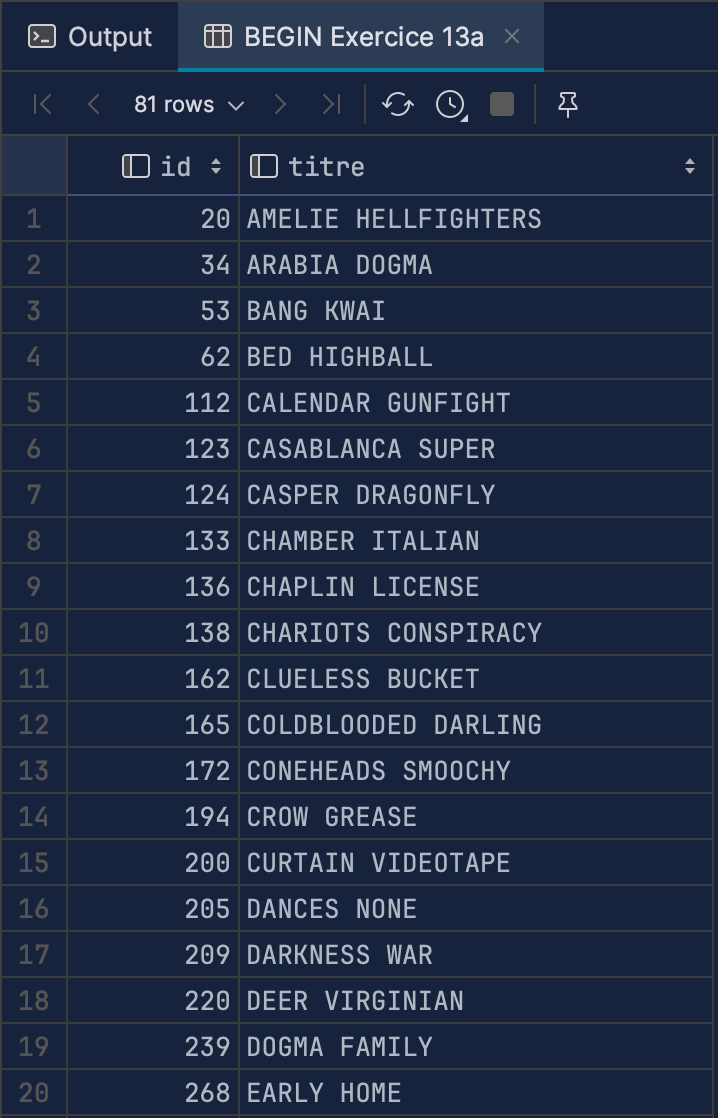 Output BEGIN Exercice 13a
81 rows
id titre
1 20 AMELIE HELLFIGHTERS
2 34 ARABIA DOGMA
3 53 BANG KWAI
4 62 BED HIGHBALL
5 112 CALENDAR GUNFIGHT
6 123 CASABLANCA SUPER
7 124 CASPER DRAGONFLY
8 133 CHAMBER ITALIAN
9 136 CHAPLIN LICENSE
10 138 CHARIOTS CONSPIRACY
11 162 CLUELESS BUCKET
12 165 COLDBLOODED DARLING
13 172 CONEHEADS SMOOCHY
14 194 CROW GREASE
15 200 CURTAIN VIDEOTAPE
16 205 DANCES NONE
17 209 DARKNESS WAR
18 220 DEER VIRGINIAN
19 239 DOGMA FAMILY
20 268 EARLY HOME